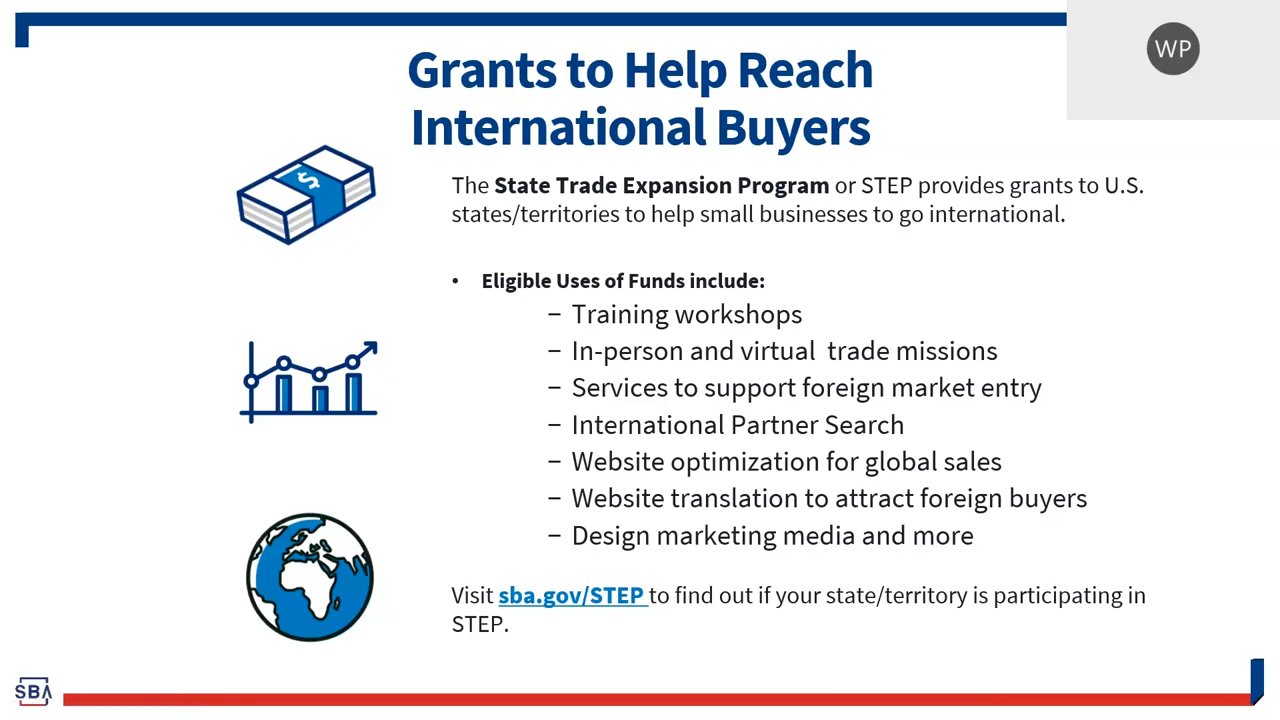 WP
Grants to Help Reach
International Buyers
$
The State Trade Expansion Program or STEP provides grants to U.S.
states/territories to help small businesses to go international.
• Eligible Uses of Funds include:
− Training workshops
− In-person and virtual  trade missions
− Services to support foreign market entry
− International Partner Search
− Website optimization for global sales
− Website translation to attract foreign buyers
− Design marketing media and more
Visit sba.gov/STEP to find out if your state/territory is participating in
STEP.
SBA